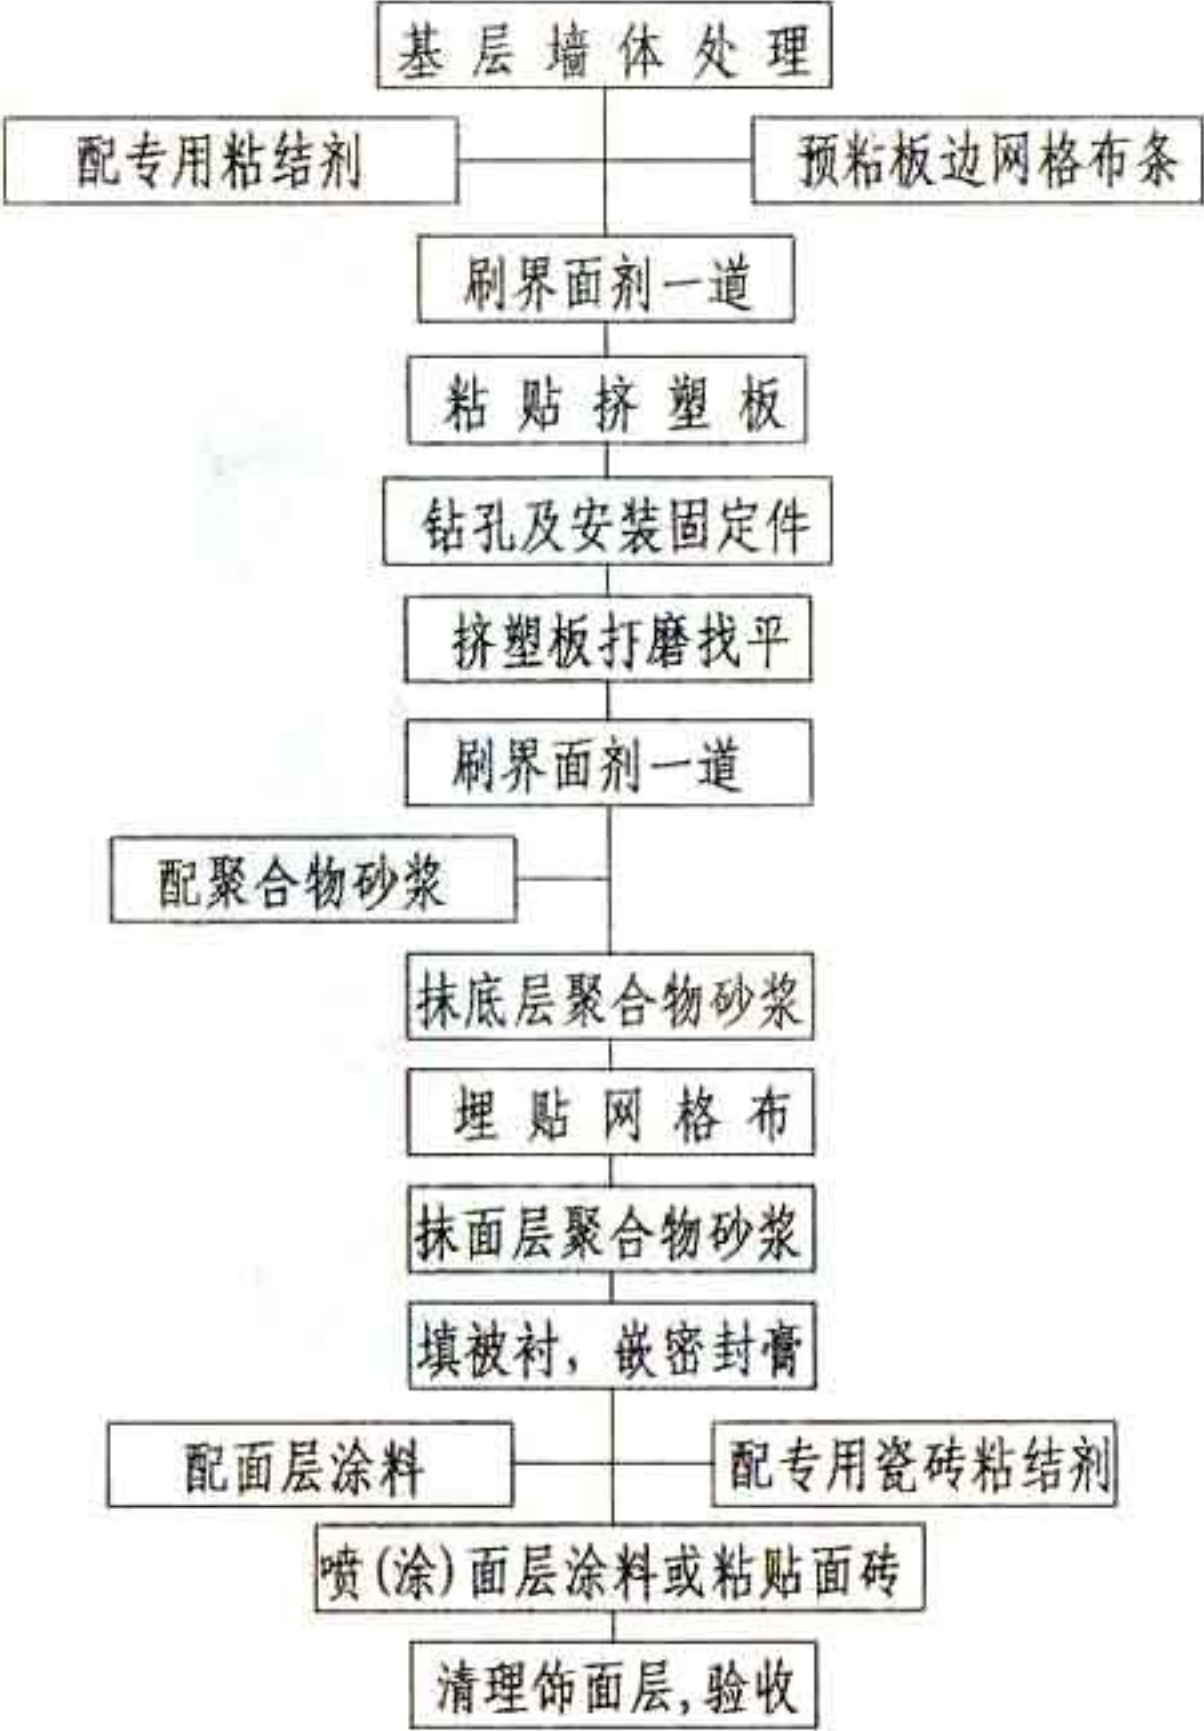 基层墙体处理
配专用粘结剂
预粘板边网格布条
刷界面剂一道
粘贴挤塑板
钻孔及安装固定件
挤塑板打磨找平
刷界面剂一道
配聚合物砂浆
抹底层聚合物砂浆
埋贴网格布
抹面层聚合物砂浆
填被衬，嵌密封膏
配面层涂料
配专用瓷砖粘结剂
喷(涂)面层涂料或粘贴面砖
清理饰面层,验收